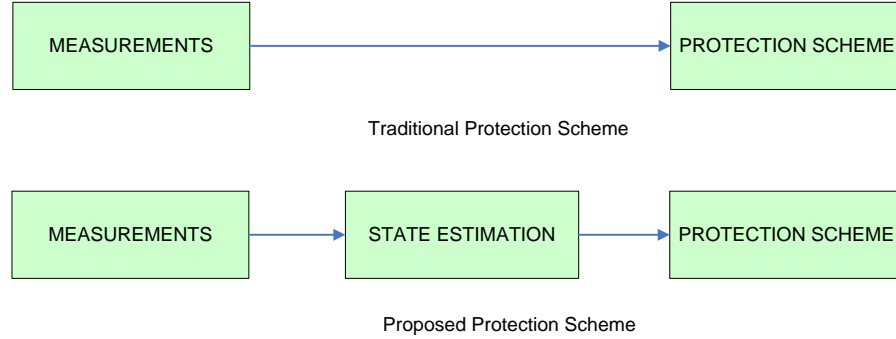 MEASUREMENTS
PROTECTION SCHEME
Traditional Protection Scheme
MEASUREMENTS
STATE ESTIMATION
PROTECTION SCHEME
Proposed Protection Scheme